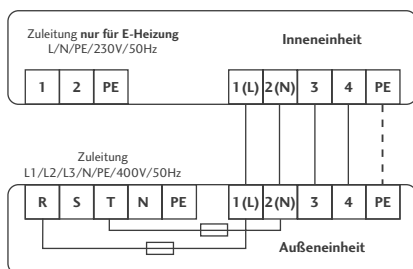 Zuleitung nur für E-Heizung
L/N/PE/230V/50Hz
Inneneinheit
1 2 PE 1(L) 2(N) 3 4 PE
Zuleitung
L1/L2/L3/N/PE/400V/50Hz
R S T N PE 1(L) 2(N) 3 4 PE
Außeneinheit